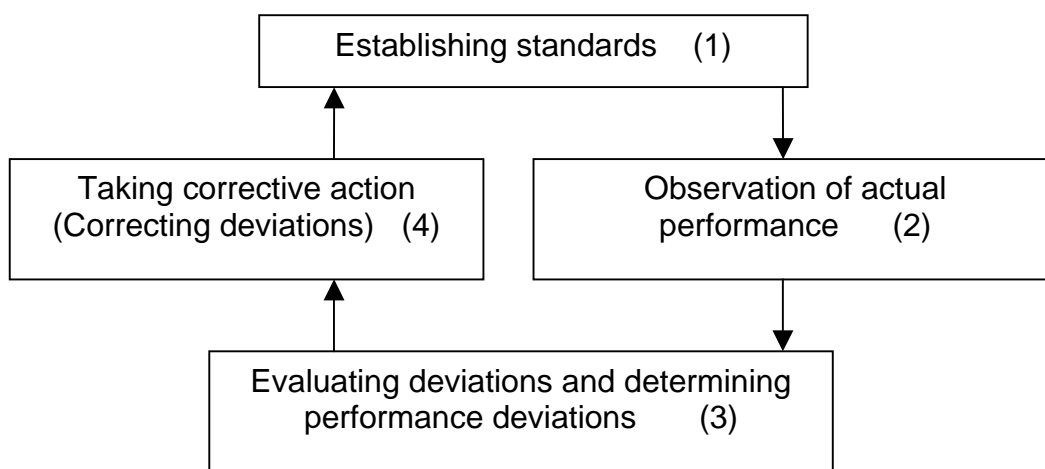 Establishing standards (1)
Observation of actual
performance (2)
Evaluating deviations and determining
performance deviations (3)
Taking corrective action
(Correcting deviations) (4)